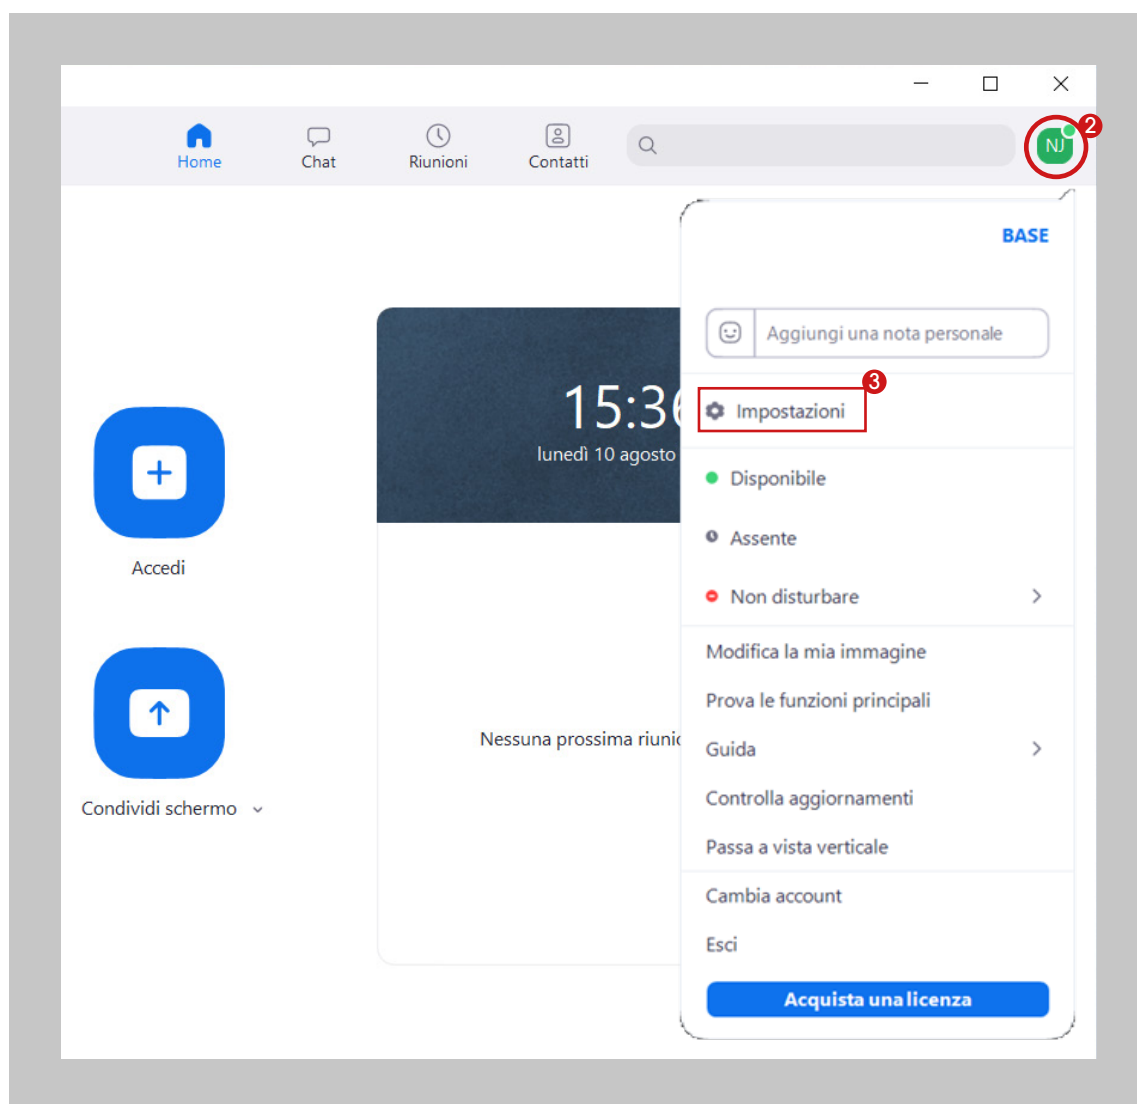 Home
Chat
Riunioni
Contatti
NJ
2
BASE
Aggiungi una nota personale
3
Impostazioni
15:36
lunedì 10 agosto
Disponibile
Assente
Accedi
Non disturbare
Modifica la mia immagine
Prova le funzioni principali
Nessuna prossima
Guida
Condividi schermo
Controlla aggiornamenti
Passa a vista verticale
Cambia account
Esci
Acquista una licenza